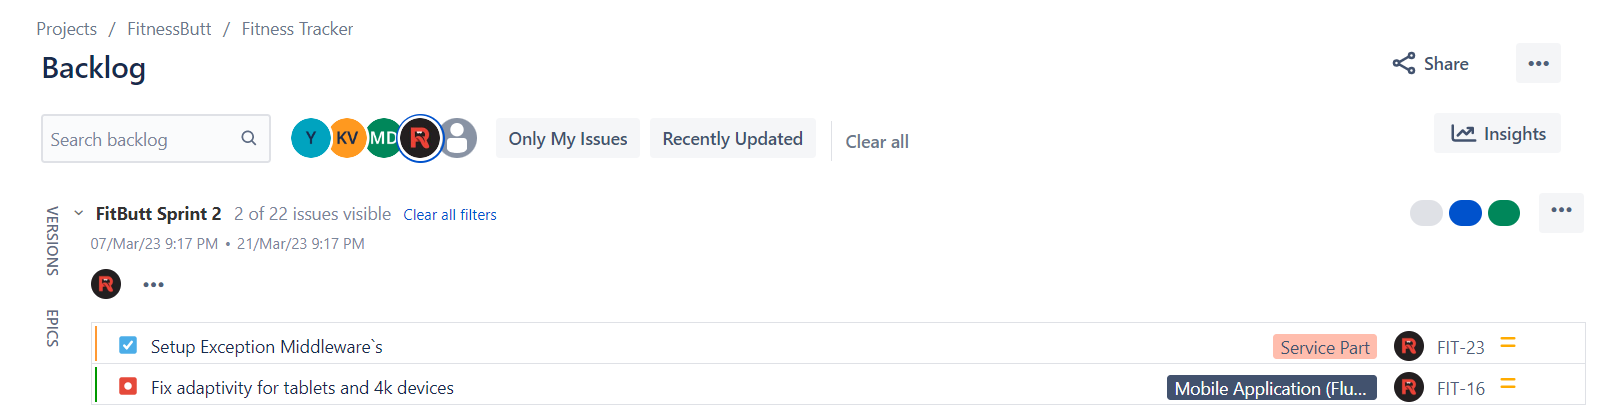 Projects / FitnessButt / Fitness Tracker
Backlog
Share
Search backlog
Y KV MD R
Only My Issues Recently Updated Clear all
Insights
VERSIONS
FitButt Sprint 2 2 of 22 issues visible Clear all filters
07/Mar/23 9:17 PM • 21/Mar/23 9:17 PM
R
EPICS
Setup Exception Middleware`s Service Part R FIT-23
Fix adaptivity for tablets and 4k devices Mobile Application (Flu... R FIT-16